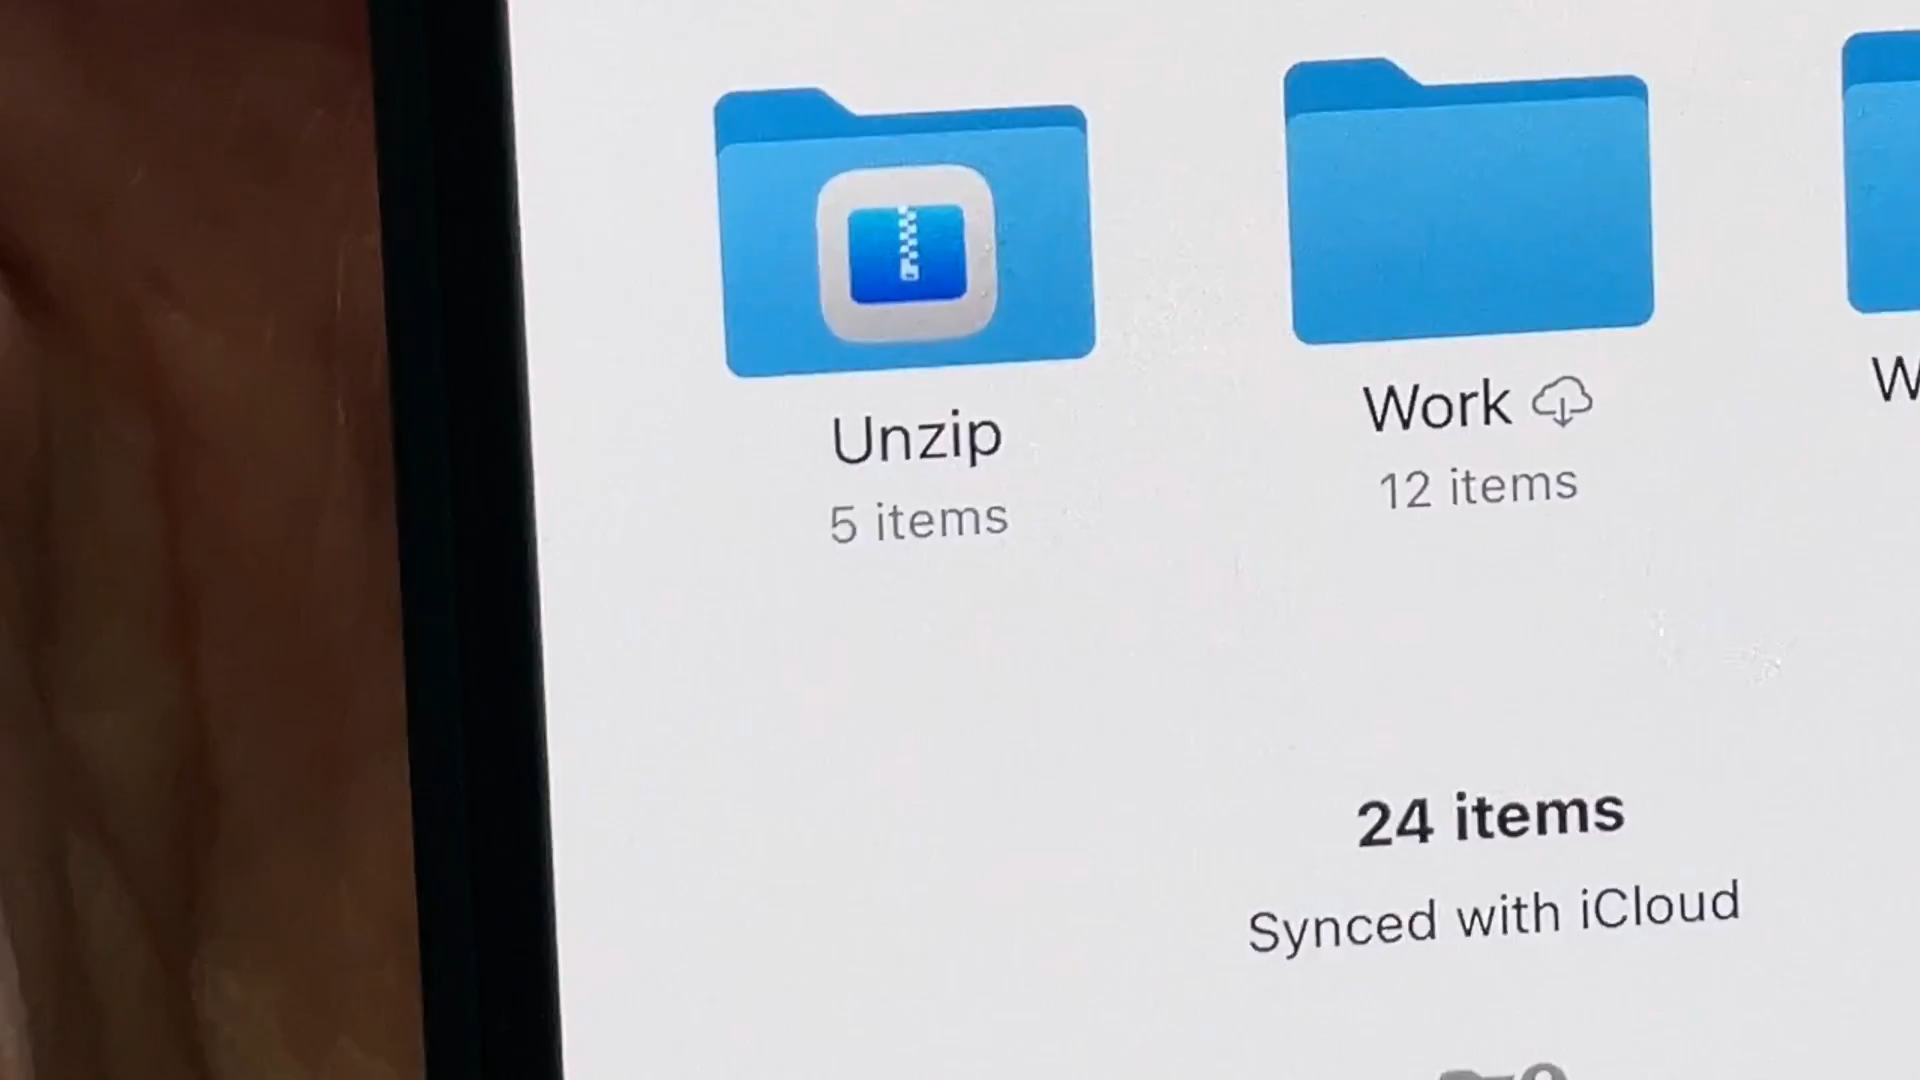 Unzip
5 items
Work
12 items
W
24 items
Synced with iCloud